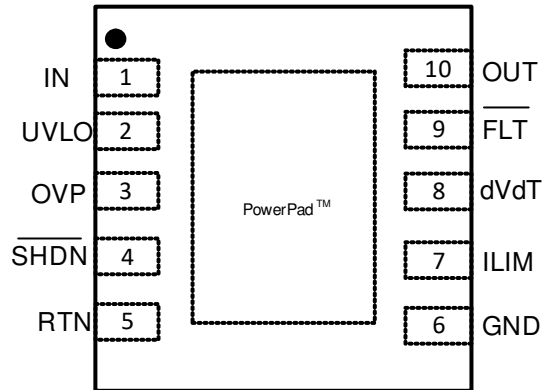 IN 1
UVLO 2
OVP 3
SHDN 4
RTN 5
PowerPad™
10 OUT
9 FLT
8 dVdT
7 ILIM
6 GND